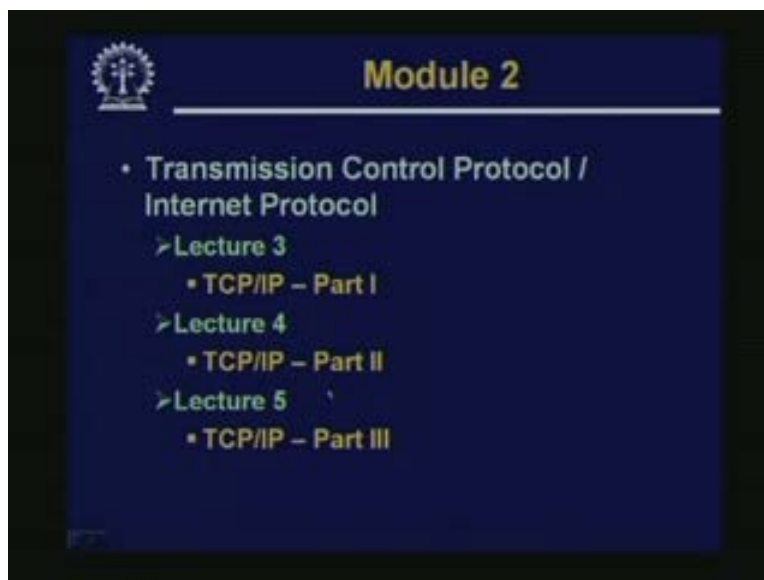 Module 2
• Transmission Control Protocol /
Internet Protocol
➢Lecture 3
▪ TCP/IP – Part I
➢Lecture 4
▪ TCP/IP – Part II
➢Lecture 5
▪ TCP/IP – Part III